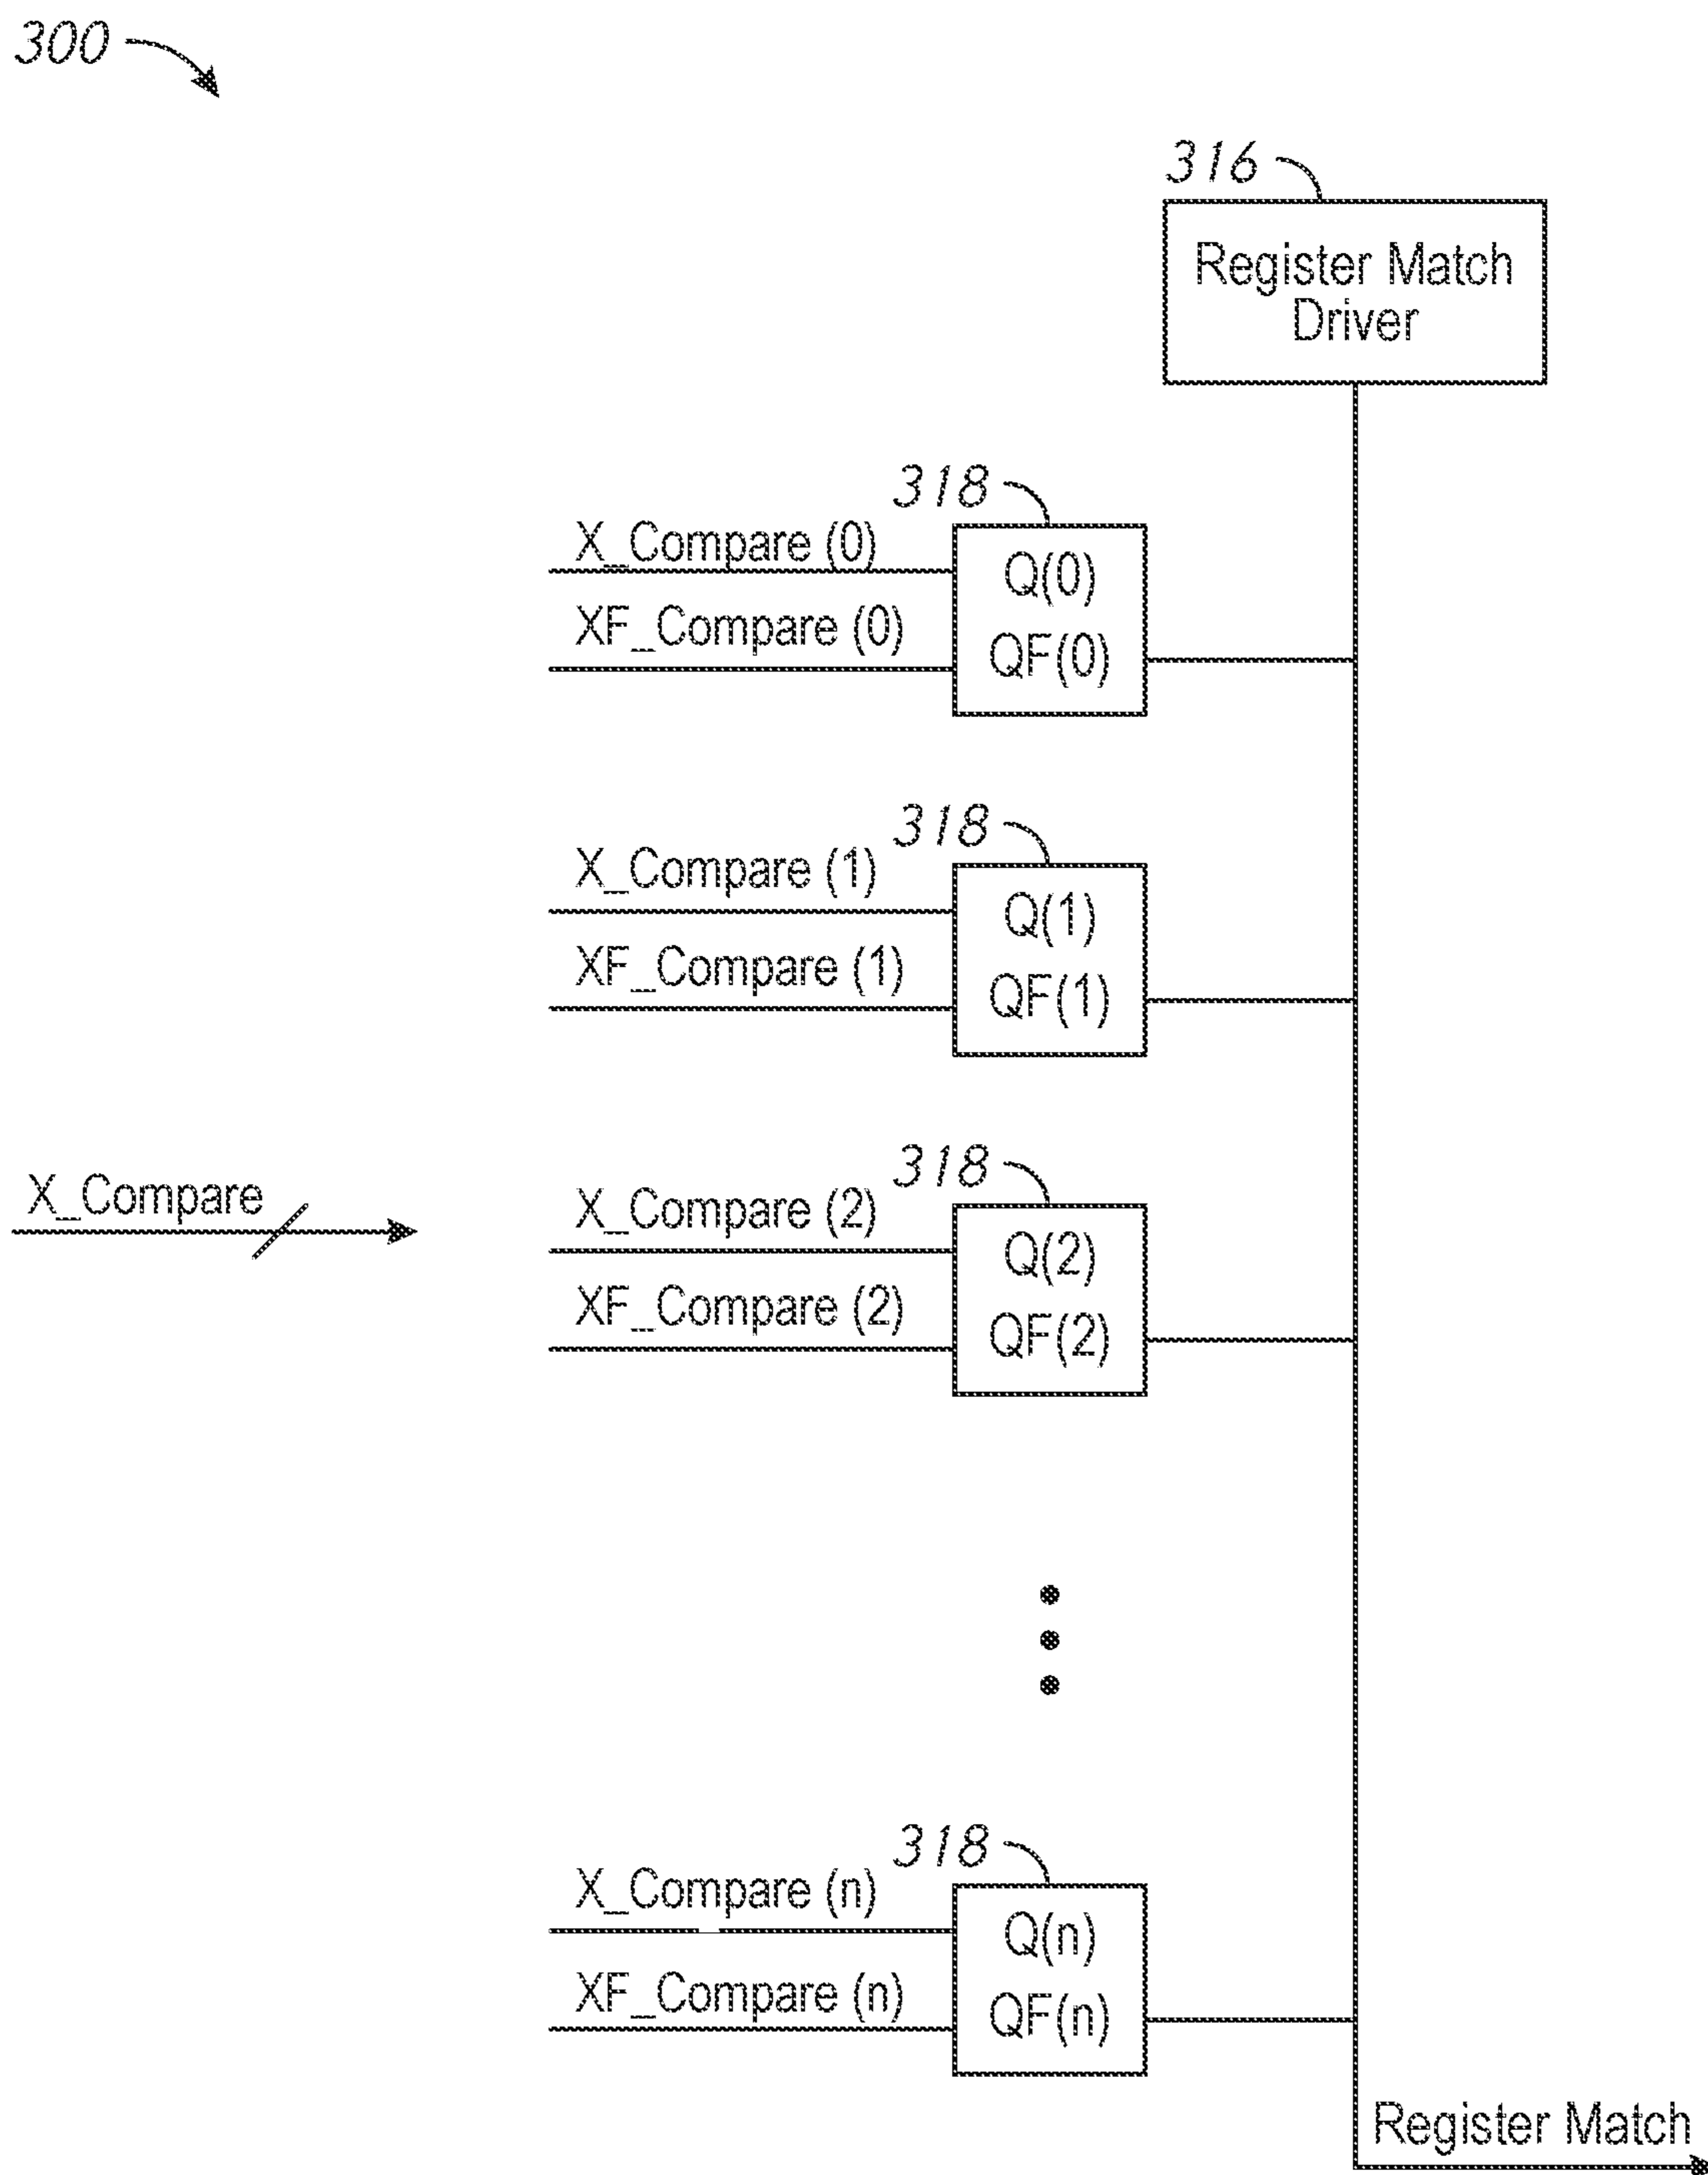 300
316
Register Match
Driver
318
X_Compare (0)
Q(0)
XF_Compare (0)
QF(0)
318
X_Compare (1)
Q(1)
XF_Compare (1)
QF(1)
318
X_Compare
X_Compare (2)
Q(2)
XF_Compare (2)
QF(2)
318
X_Compare (n)
Q(n)
XF_Compare (n)
QF(n)
Register Match